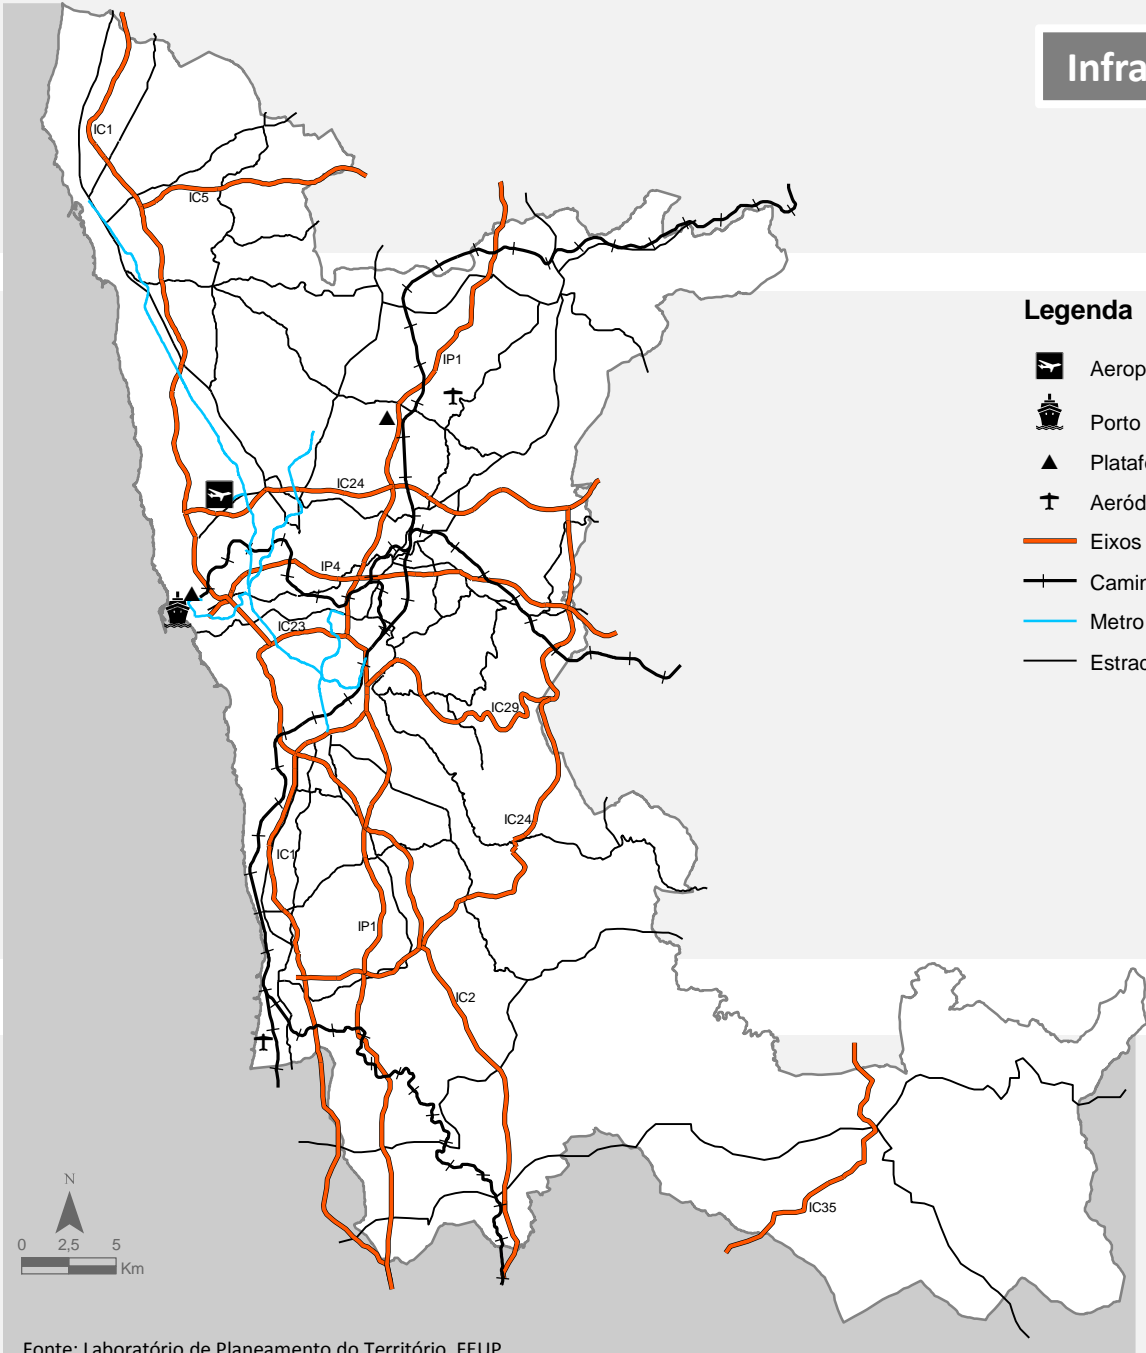 Infra
IC1
IC5
IP1
IC24
IP4
IC23
IC29
IC24
IC1
IP1
IC2
IC35
Legenda
Aerop
Porto
Plataf
Aeród
Eixos
Camin
Metro
Estrad
N
0 2,5 5
Km
Fonte: Laboratório de Planeamento do Território, FEUP